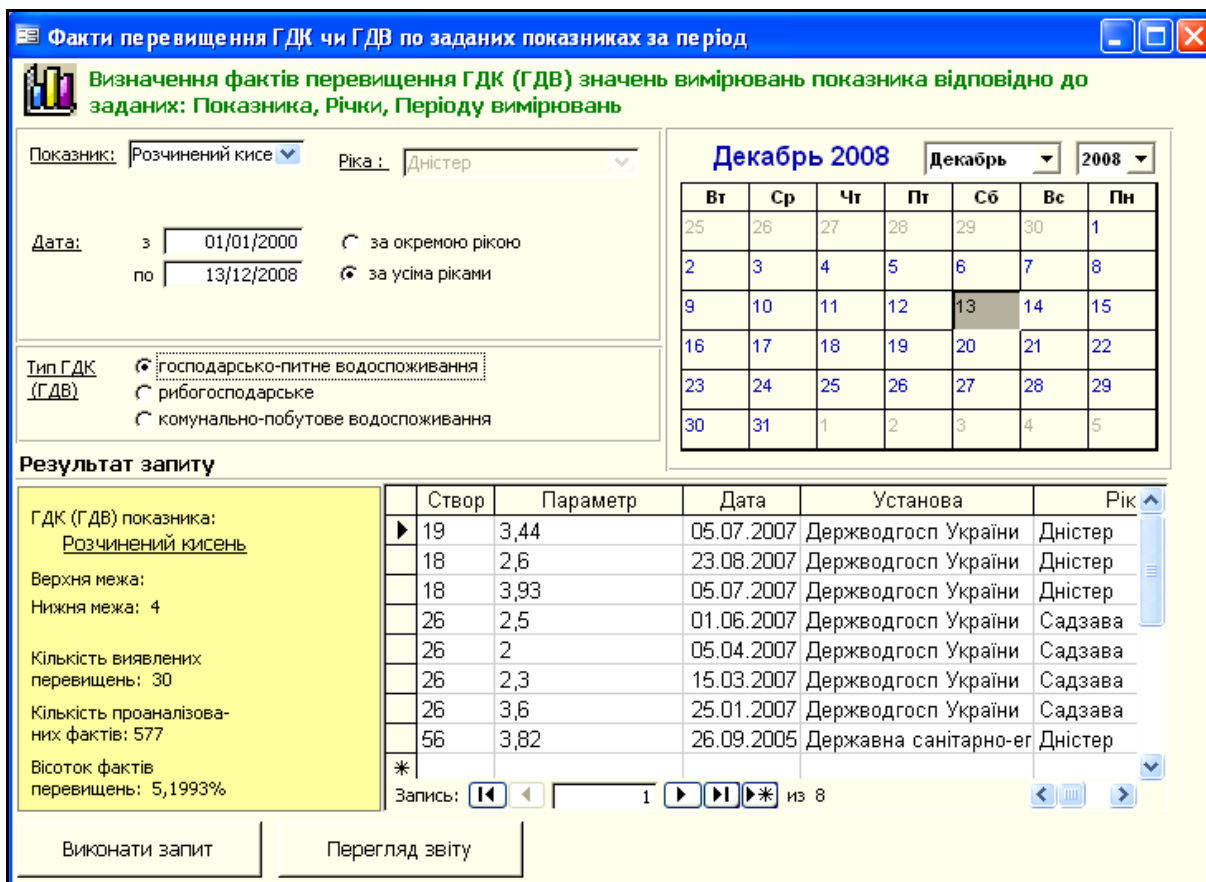 Факти перевищення ГДК чи ГДВ по заданих показниках за період
Визначення фактів перевищення ГДК (ГДВ) значень вимірювань показника відповідно до
заданих: Показника, Річки, Періоду вимірювань
Показник: Розчинений кисе Ріка : Дністер
Дата: з 01/01/2000 за окремою рікою
по 13/12/2008 за усіма ріками
Тип ГДК господарсько-питне водоспоживання
(ГДВ) рибогосподарське
комунально-побутове водоспоживання
Декабрь 2008 Декабрь 2008
Вт Ср Чт Пт Сб Вс Пн
25 26 27 28 29 30 1
2 3 4 5 6 7 8
9 10 11 12 13 14 15
16 17 18 19 20 21 22
23 24 25 26 27 28 29
30 31 1 2 3 4 5
Результат запиту
ГДК (ГДВ) показника:
Розчинений кисень
Верхня межа:
Нижня межа: 4
Кількість виявлених
перевищень: 30
Кількість проаналізова-
них фактів: 577
Вісоток фактів
перевищень: 5,1993%
Створ Параметр Дата Установа Рік
19 3,44 05.07.2007 Держводгосп України Дністер
18 2,6 23.08.2007 Держводгосп України Дністер
18 3,93 05.07.2007 Держводгосп України Дністер
26 2,5 01.06.2007 Держводгосп України Садзава
26 2 05.04.2007 Держводгосп України Садзава
26 2,3 15.03.2007 Держводгосп України Садзава
26 3,6 25.01.2007 Держводгосп України Садзава
56 3,82 26.09.2005 Державна санітарно-еп Дністер
Запись: 1 из 8
Виконати запит Перегляд звіту